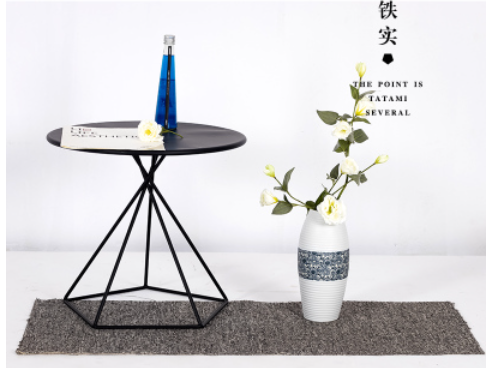 铁实
THE POINT IS
TATAMI
SEVERAL